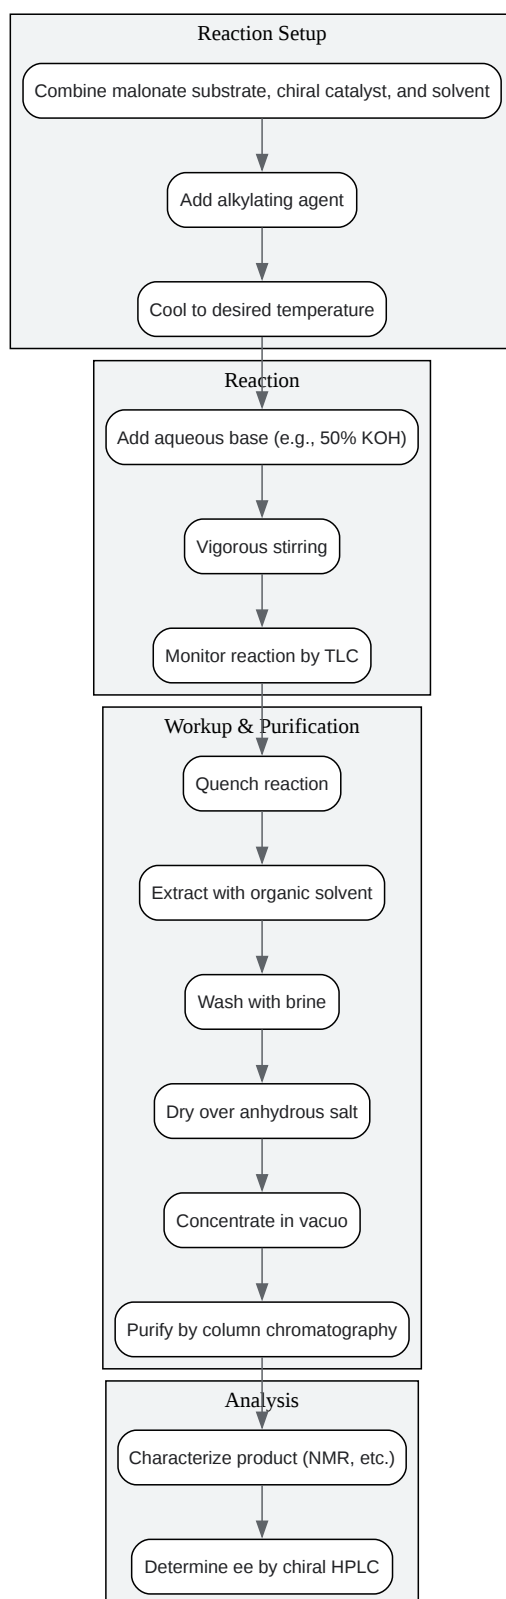 Reaction Setup
Combine malonate substrate, chiral catalyst, and solvent
Add alkylating agent
Cool to desired temperature
Reaction
Add aqueous base (e.g., 50% KOH)
Vigorous stirring
Monitor reaction by TLC
Workup & Purification
Quench reaction
Extract with organic solvent
Wash with brine
Dry over anhydrous salt
Concentrate in vacuo
Purify by column chromatography
Analysis
Characterize product (NMR, etc.)
Determine ee by chiral HPLC